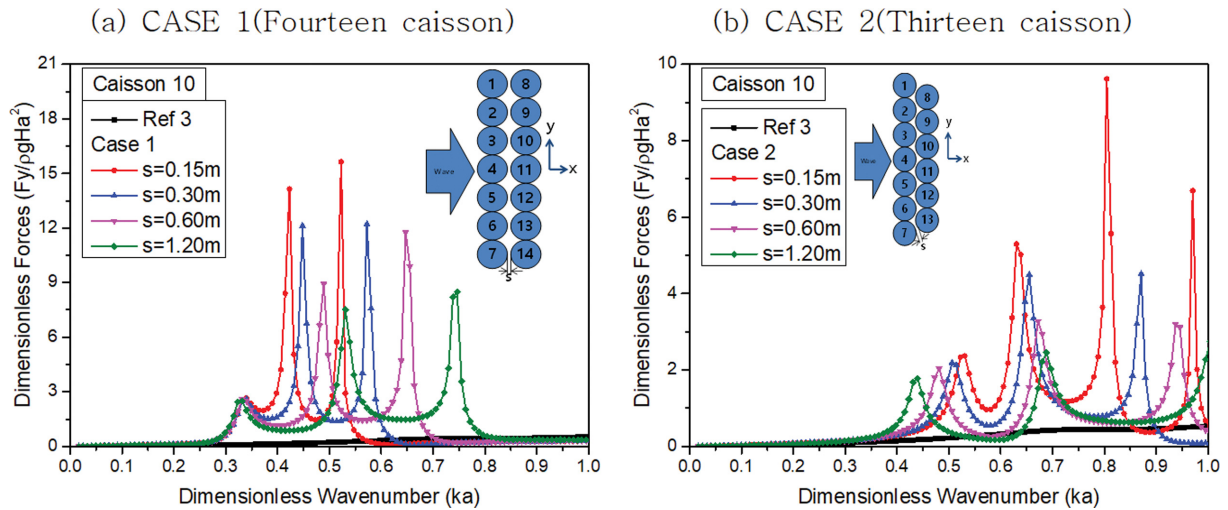 (a) CASE 1(Fourteen caisson)
21
18
15
12
9
6
3
0
Dimensionless Forces (Fy/ρgHa²)
Caisson 10
Ref 3
Case 1
s=0.15m
s=0.30m
s=0.60m
s=1.20m
Wave
1 8
2 9
3 10
4 11
5 12
6 13
7 14
y
x
s
0.0 0.1 0.2 0.3 0.4 0.5 0.6 0.7 0.8 0.9 1.0
Dimensionless Wavenumber (ka)
(b) CASE 2(Thirteen caisson)
10
8
6
4
2
0
Dimensionless Forces (Fy/ρgHa²)
Caisson 10
Ref 3
Case 2
s=0.15m
s=0.30m
s=0.60m
s=1.20m
Wave
1
8
2
9
3
10
4
11
5
12
6
13
7
y
x
s
0.0 0.1 0.2 0.3 0.4 0.5 0.6 0.7 0.8 0.9 1.0
Dimensionless Wavenumber (ka)